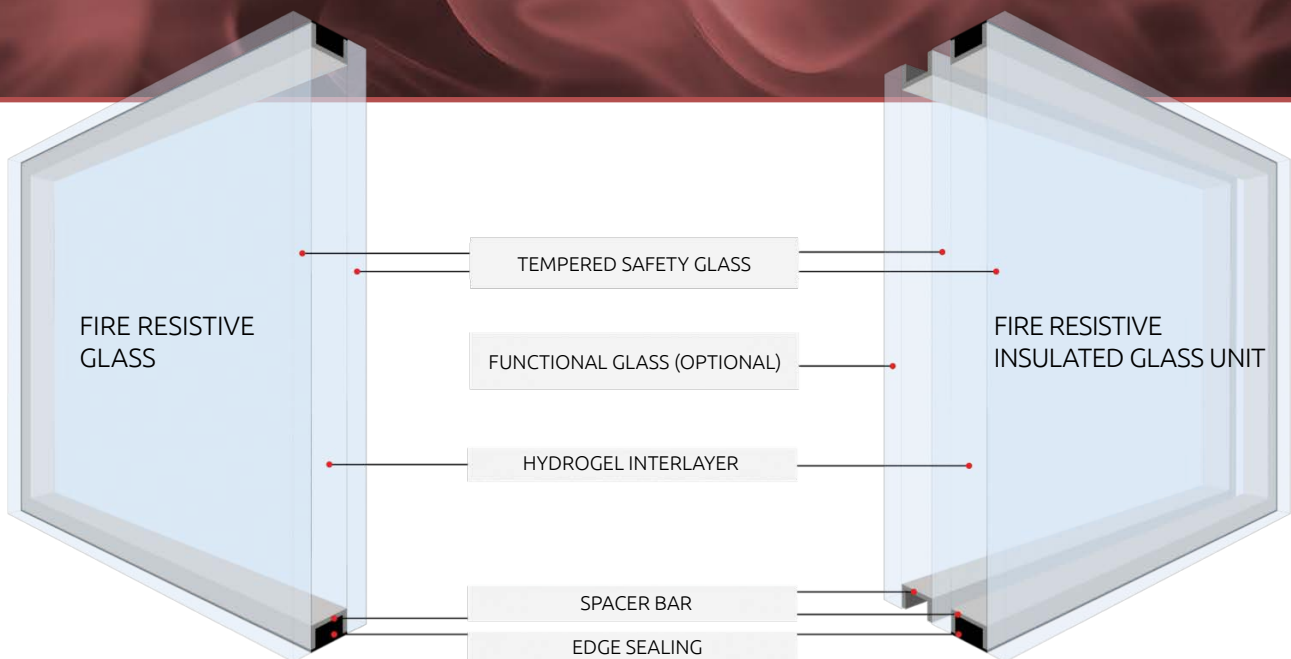 TEMPERED SAFETY GLASS
FIRE RESISTIVE
GLASS
FIRE RESISTIVE
INSULATED GLASS UNIT
FUNCTIONAL GLASS (OPTIONAL)
HYDROGEL INTERLAYER
SPACER BAR
EDGE SEALING